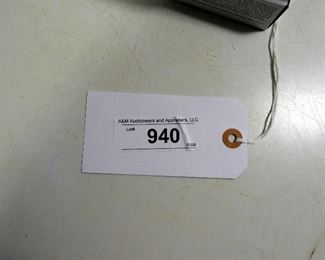 A&M Auctioneers and Appraisers, LLC
Lot#
940